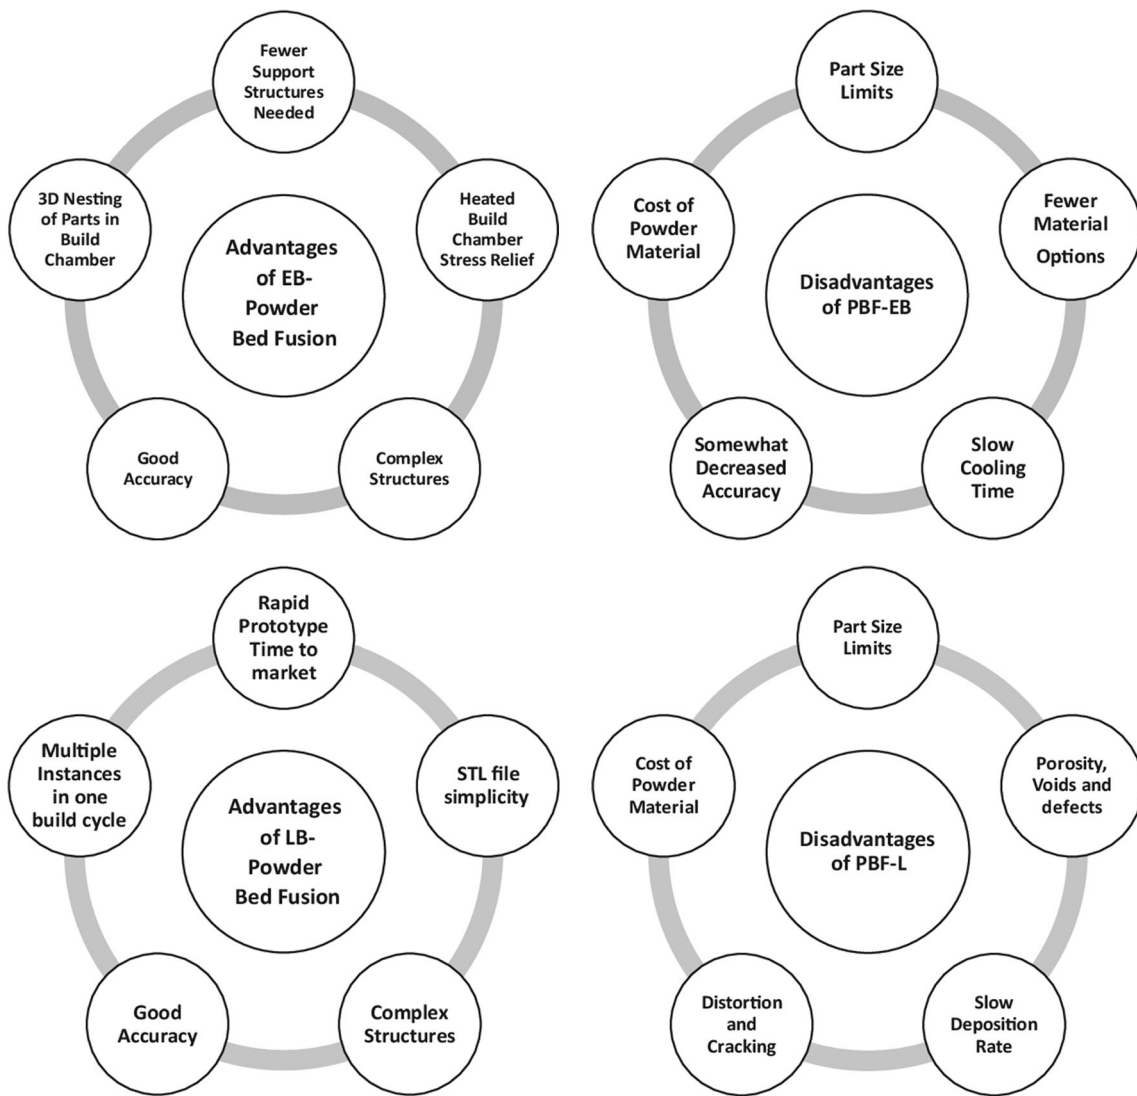 Fewer
Support
Structures
Needed
3D Nesting
of Parts in
Build
Chamber
Heated
Build
Chamber
Stress Relief
Advantages
of EB-
Powder
Bed Fusion
Good
Accuracy
Complex
Structures
Part Size
Limits
Cost of
Powder
Material
Fewer
Material
Options
Disadvantages
of PBF-EB
Somewhat
Decreased
Accuracy
Slow
Cooling
Time
Rapid
Prototype
Time to
market
Multiple
Instances
in one
build cycle
STL file
simplicity
Advantages
of LB-
Powder
Bed Fusion
Good
Accuracy
Complex
Structures
Part Size
Limits
Cost of
Powder
Material
Porosity,
Voids and
defects
Disadvantages
of PBF-L
Distortion
and
Cracking
Slow
Deposition
Rate